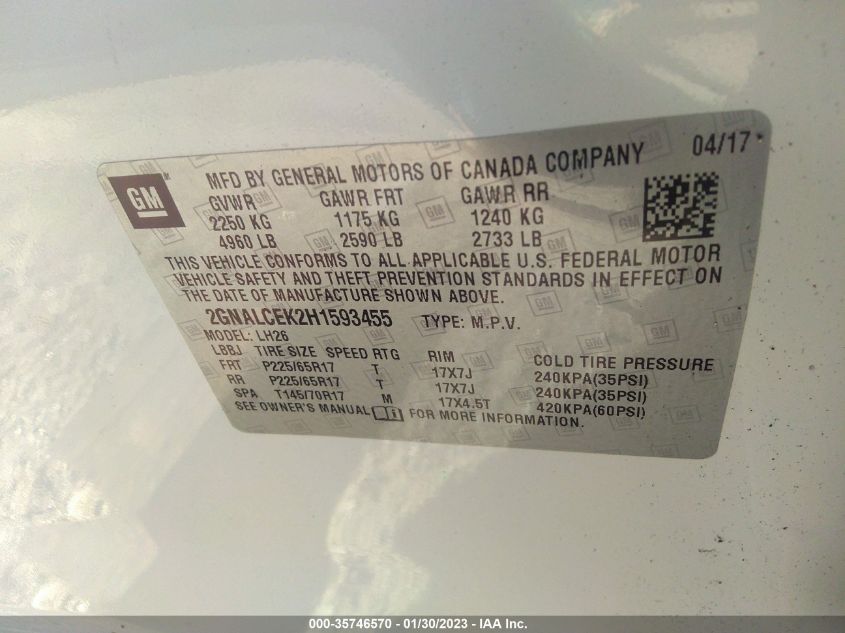 GM
MFD BY GENERAL MOTORS OF CANADA COMPANY 04/17*
GVWR GAWR FRT GAWR RR
2250 KG 1175 KG 1240 KG
4960 LB 2590 LB 2733 LB
THIS VEHICLE CONFORMS TO ALL APPLICABLE U.S. FEDERAL MOTOR
VEHICLE SAFETY AND THEFT PREVENTION STANDARDS IN EFFECT ON
THE DATE OF MANUFACTURE SHOWN ABOVE.
2GNALCEK2H1593455 TYPE: M.P.V.
MODEL: LH26
LBBJ TIRE SIZE SPEED RTG RIM COLD TIRE PRESSURE
FRT P225/65R17 T 17X7J 240KPA(35PSI)
RR P225/65R17 T 17X7J 240KPA(35PSI)
SPA T145/70R17 M 17X4.5T 420KPA(60PSI)
SEE OWNER'S MANUAL FOR MORE INFORMATION.
000-35746570 - 01/30/2023 - IAA Inc.